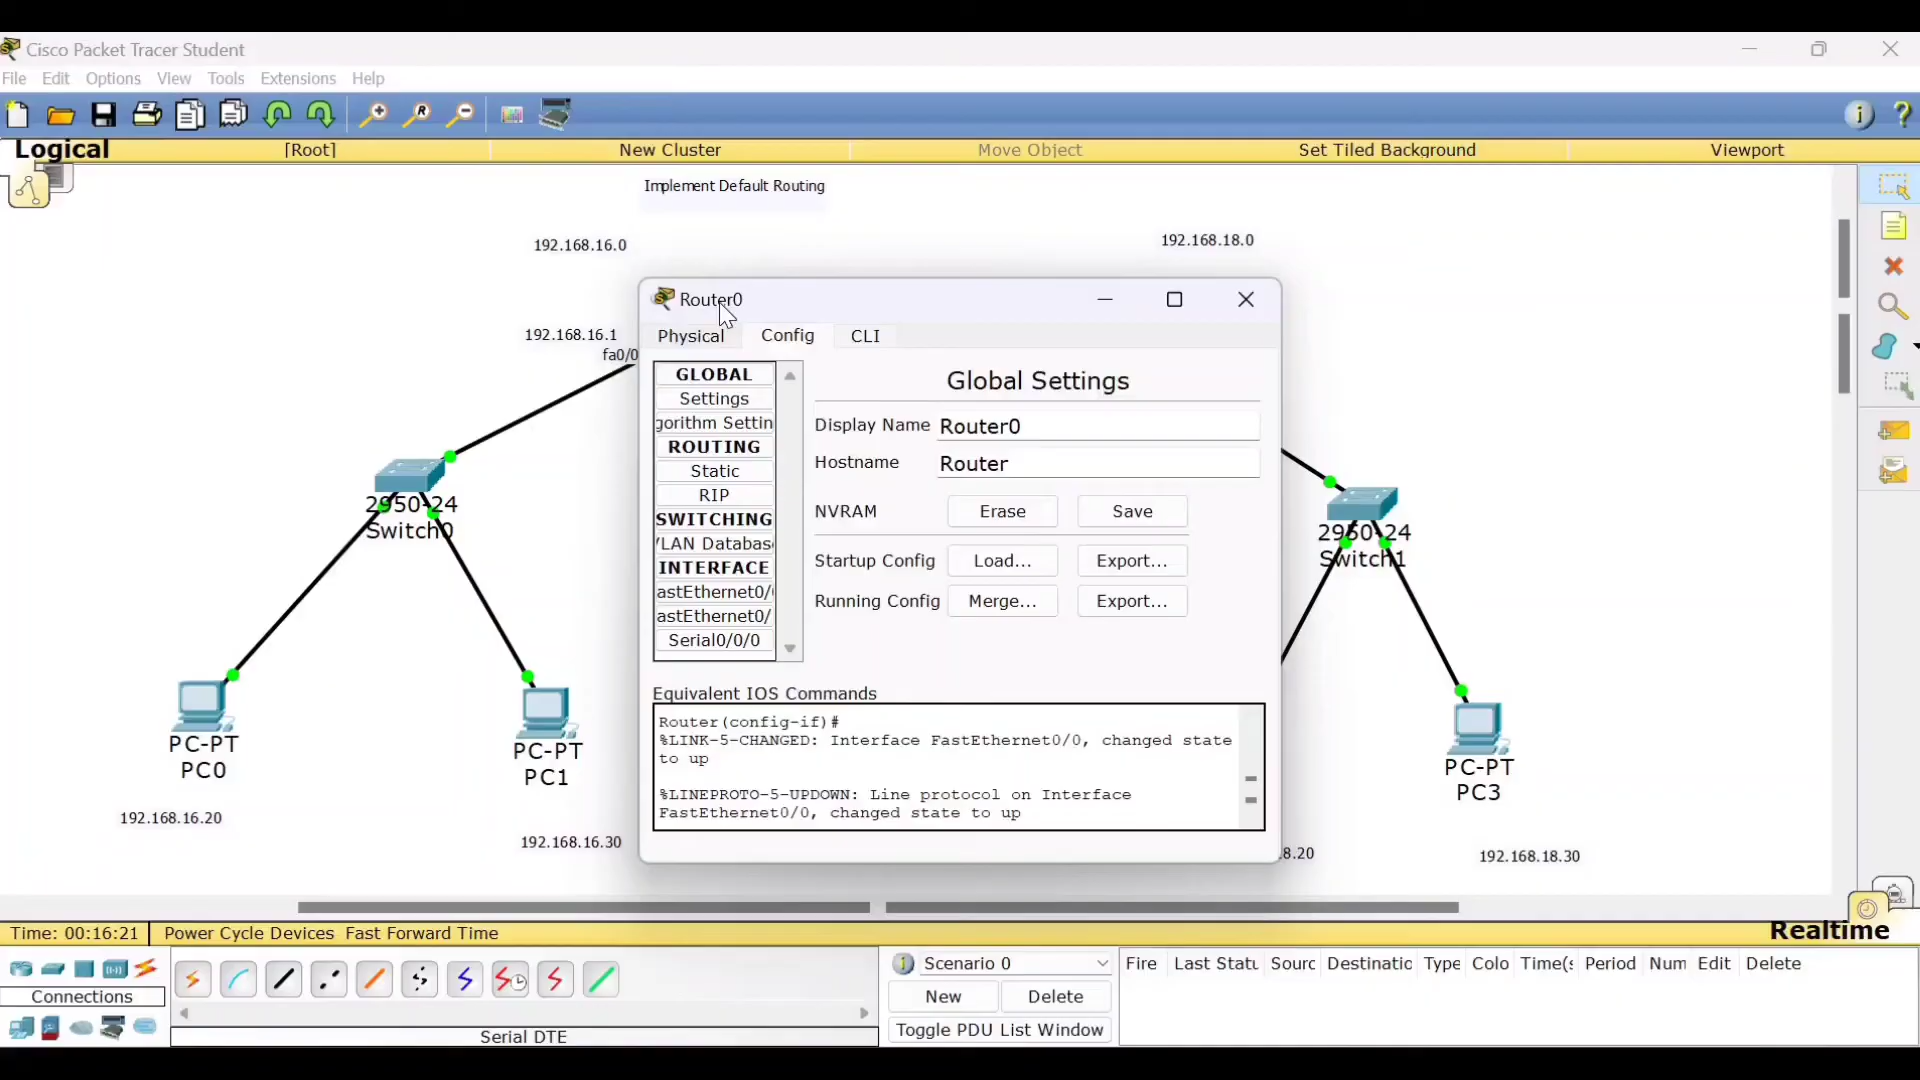 Cisco Packet Tracer Student
File Edit Options View Tools Extensions Help
Logical [Root] New Cluster Move Object Set Tiled Background Viewport
Implement Default Routing
192.168.16.0
192.168.18.0
192.168.16.1
fa0/0
Router0
Physical Config CLI
GLOBAL
Settings
gorithm Settin
ROUTING
Static
RIP
SWITCHING
VLAN Databas
INTERFACE
astEthernet0/
astEthernet0/
Serial0/0/0
Global Settings
Display Name Router0
Hostname Router
NVRAM Erase Save
Startup Config Load... Export...
Running Config Merge... Export...
Equivalent IOS Commands
Router(config-if)#
%LINK-5-CHANGED: Interface FastEthernet0/0, changed state
to up
%LINEPROTO-5-UPDOWN: Line protocol on Interface
FastEthernet0/0, changed state to up
2950-24
Switch0
2950-24
Switch1
PC-PT
PC0
PC-PT
PC1
PC-PT
PC3
192.168.16.20
192.168.16.30
8.20
192.168.18.30
Time: 00:16:21 Power Cycle Devices Fast Forward Time
Realtime
Connections
Serial DTE
Scenario 0
New Delete
Toggle PDU List Window
Fire Last Statu Sourc Destinatic Type Colo Time(s Period Num Edit Delete